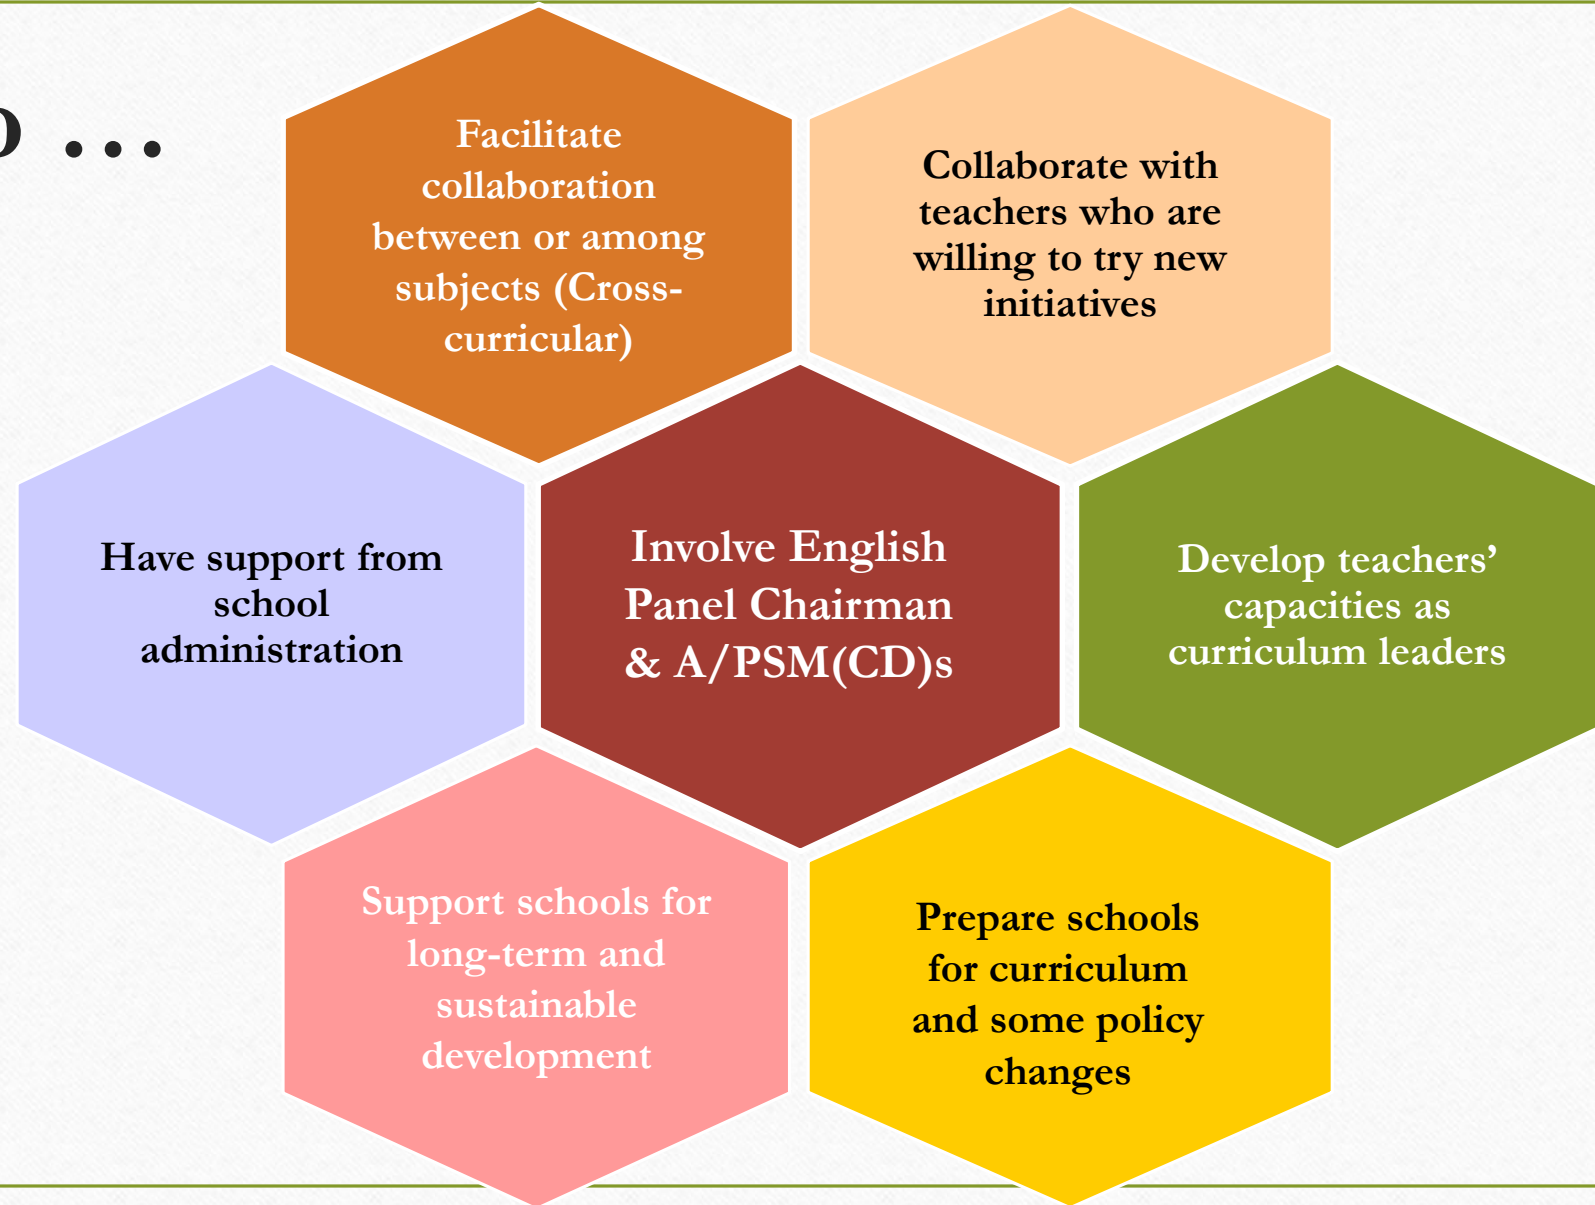 …
Facilitate
collaboration
between or among
subjects (Cross-
curricular)
Collaborate with
teachers who are
willing to try new
initiatives
Have support from
school
administration
Involve English
Panel Chairman
& A/PSM(CD)s
Develop teachers’
capacities as
curriculum leaders
Support schools for
long-term and
sustainable
development
Prepare schools
for curriculum
and some policy
changes